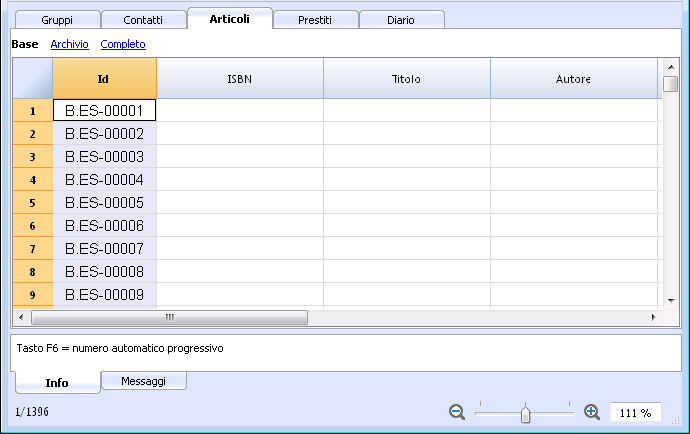 Gruppi Contatti Articoli Prestiti Diario
Base Archivio Completo
Id ISBN Titolo Autore
1 B.ES-00001
2 B.ES-00002
3 B.ES-00003
4 B.ES-00004
5 B.ES-00005
6 B.ES-00006
7 B.ES-00007
8 B.ES-00008
9 B.ES-00009
Tasto F6 = numero automatico progressivo
Info Messaggi
1/1396 111 %